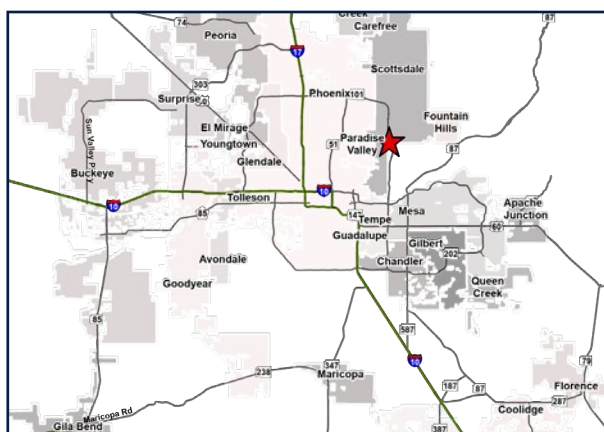 Creek
Carefree
74
Peoria
87
17
Scottsdale
303
60
Surprise
Phoenix
101
Fountain
Hills
El Mirage
Youngtown
51
Paradise
Valley
Sun Valley Pwy
Glendale
87
Buckeye
10
10
Tolleson
85
Mesa
Apache
Junction
Tempe
143
60
Guadalupe
Gilbert
202
Avondale
Chandler
Goodyear
Queen
Creek
85
587
347
10
79
238
Maricopa
187
87
Florence
287
Maricopa Rd
Coolidge
Gila Bend
387